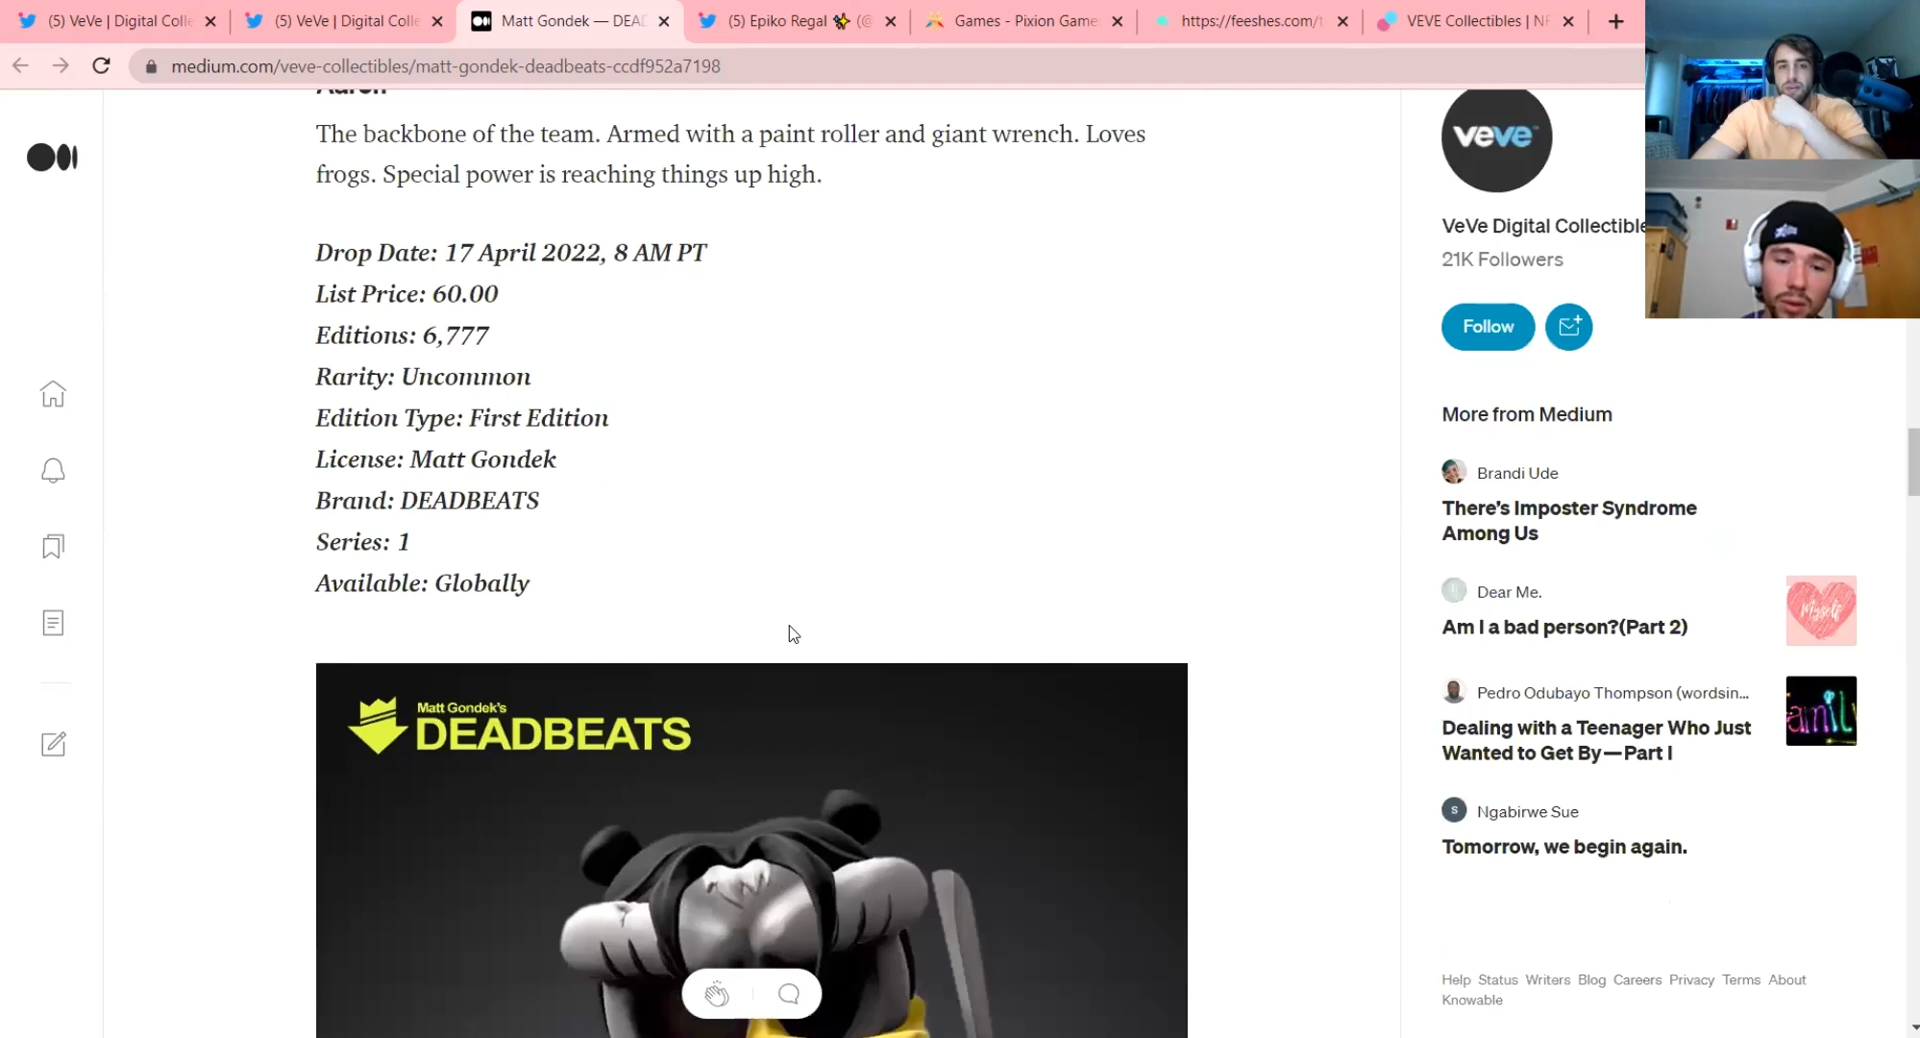 (5) VeVe | Digital Colle
(5) VeVe | Digital Colle
Matt Gondek — DEAD
(5) Epiko Regal ✨ (@
Games - Pixion Game
https://feeshes.com/t
VEVE Collectibles | NF
medium.com/veve-collectibles/matt-gondek-deadbeats-ccdf952a7198
Aaron
The backbone of the team. Armed with a paint roller and giant wrench. Loves
frogs. Special power is reaching things up high.
Drop Date: 17 April 2022, 8 AM PT
List Price: 60.00
Editions: 6,777
Rarity: Uncommon
Edition Type: First Edition
License: Matt Gondek
Brand: DEADBEATS
Series: 1
Available: Globally
Matt Gondek's
DEADBEATS
veve
VeVe Digital Collectible
21K Followers
Follow
More from Medium
Brandi Ude
There's Imposter Syndrome
Among Us
Dear Me.
Am I a bad person?(Part 2)
Myself
Pedro Odubayo Thompson (wordsin...
Dealing with a Teenager Who Just
Wanted to Get By — Part I
amil
S
Ngabirwe Sue
Tomorrow, we begin again.
Help Status Writers Blog Careers Privacy Terms About
Knowable